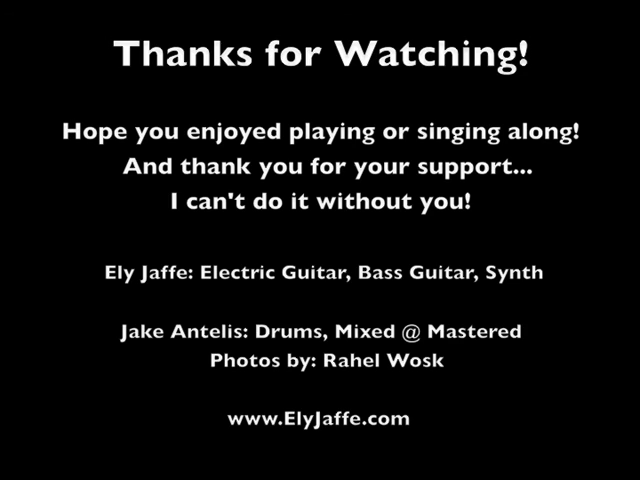 Thanks for Watching!
Hope you enjoyed playing or singing along!
And thank you for your support...
I can't do it without you!
Ely Jaffe: Electric Guitar, Bass Guitar, Synth
Jake Antelis: Drums, Mixed @ Mastered
Photos by: Rahel Wosk
www.ElyJaffe.com